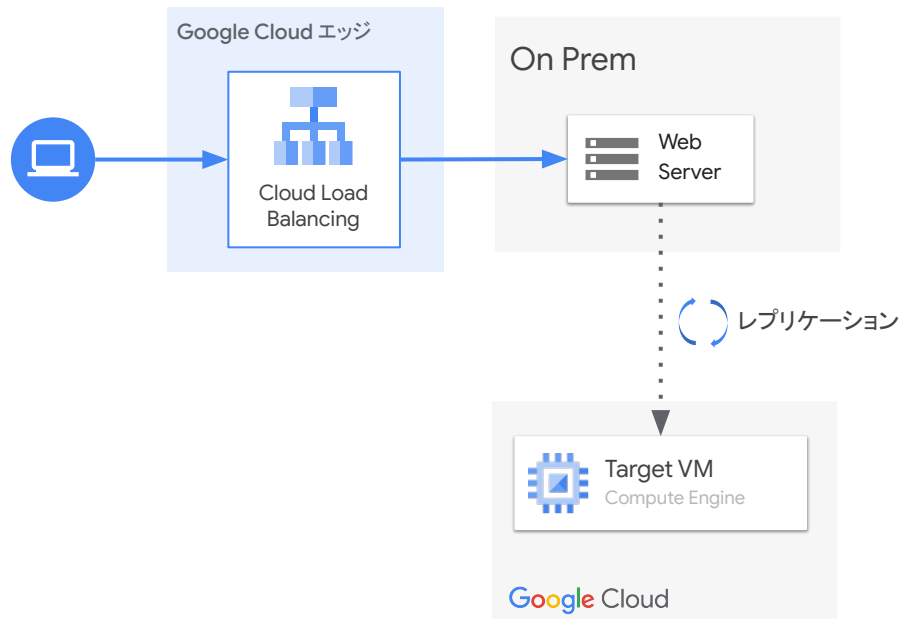 Google Cloud エッジ
Cloud Load
Balancing
On Prem
Web
Server
レプリケーション
Target VM
Compute Engine
Google Cloud